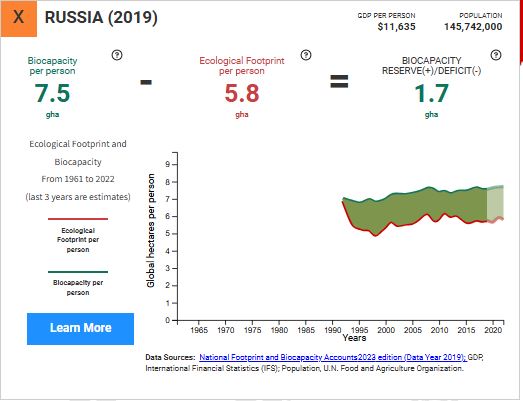 X RUSSIA (2019)
GDP PER PERSON
$11,635
POPULATION
145,742,000
Biocapacity
per person
7.5
gha
-
Ecological Footprint
per person
5.8
gha
=
BIOCAPACITY
RESERVE(+)/DEFICIT(-)
1.7
gha
Ecological Footprint and
Biocapacity
From 1961 to 2022
(last 3 years are estimates)
Ecological
Footprint per
person
Biocapacity per
person
Learn More
Global hectares per person
9
8
7
6
5
4
3
2
1
0
1965 1970 1975 1980 1985 1990 1995 2000 2005 2010 2015 2020
Years
Data Sources: National Footprint and Biocapacity Accounts2023 edition (Data Year 2019); GDP,
International Financial Statistics (IFS); Population, U.N. Food and Agriculture Organization.